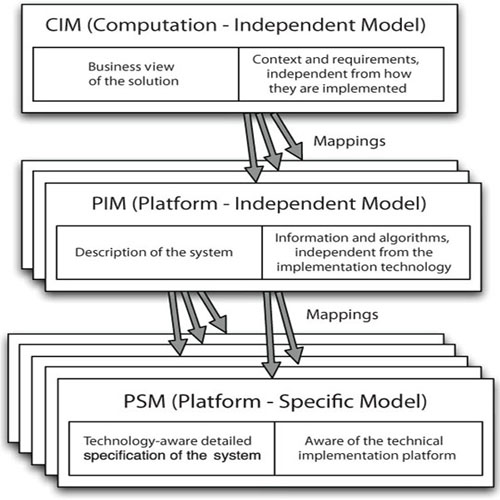 CIM (Computation - Independent Model)
Business view
of the solution
Context and requirements,
independent from how
they are implemented
Mappings
PIM (Platform - Independent Model)
Description of the system
Information and algorithms,
independent from the
implementation technology
Mappings
PSM (Platform - Specific Model)
Technology-aware detailed
specification of the system
Aware of the technical
implementation platform